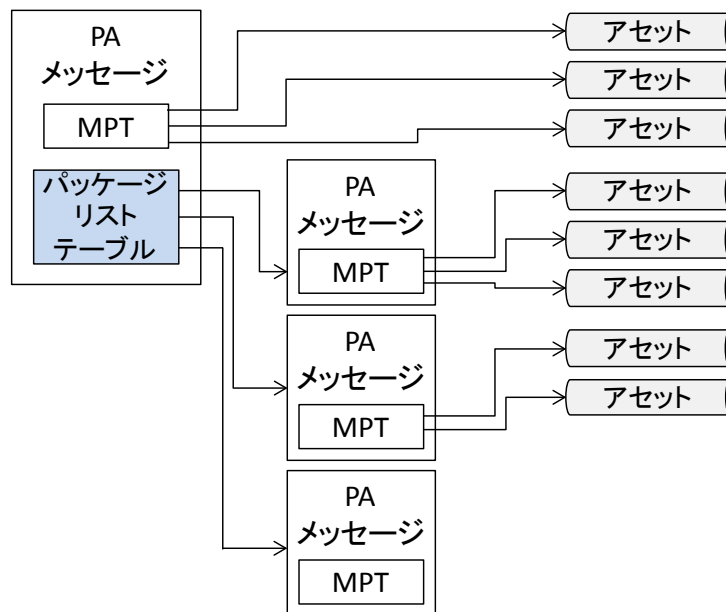 PA
メッセージ
MPT
パッケージ
リスト
テーブル
アセット
アセット
アセット
PA
メッセージ
MPT
アセット
アセット
アセット
PA
メッセージ
MPT
アセット
アセット
PA
メッセージ
MPT